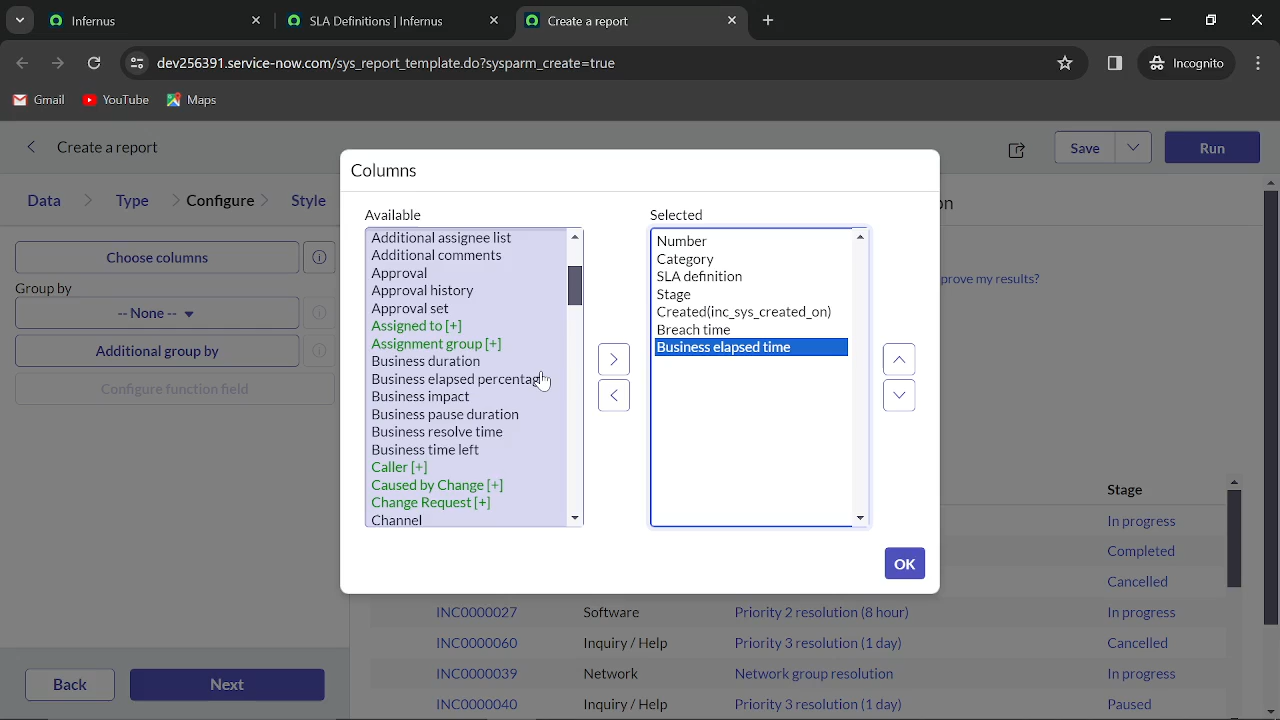 Infernus
SLA Definitions | Infernus
Create a report
dev256391.service-now.com/sys_report_template.do?sysparm_create=true
Incognito
Gmail
YouTube
Maps
Create a report
Save
Run
Data
Type
Configure
Style
on
Choose columns
Group by
-- None --
Additional group by
Configure function field
prove my results?
Columns
Available
Additional assignee list
Additional comments
Approval
Approval history
Approval set
Assigned to [+]
Assignment group [+]
Business duration
Business elapsed percentag
Business impact
Business pause duration
Business resolve time
Business time left
Caller [+]
Caused by Change [+]
Change Request [+]
Channel
Selected
Number
Category
SLA definition
Stage
Created(inc_sys_created_on)
Breach time
Business elapsed time
OK
Stage
In progress
Completed
Cancelled
INC0000027 Software Priority 2 resolution (8 hour) In progress
INC0000060 Inquiry / Help Priority 3 resolution (1 day) Cancelled
INC0000039 Network Network group resolution In progress
INC0000040 Inquiry / Help Priority 3 resolution (1 day) Paused
Back
Next